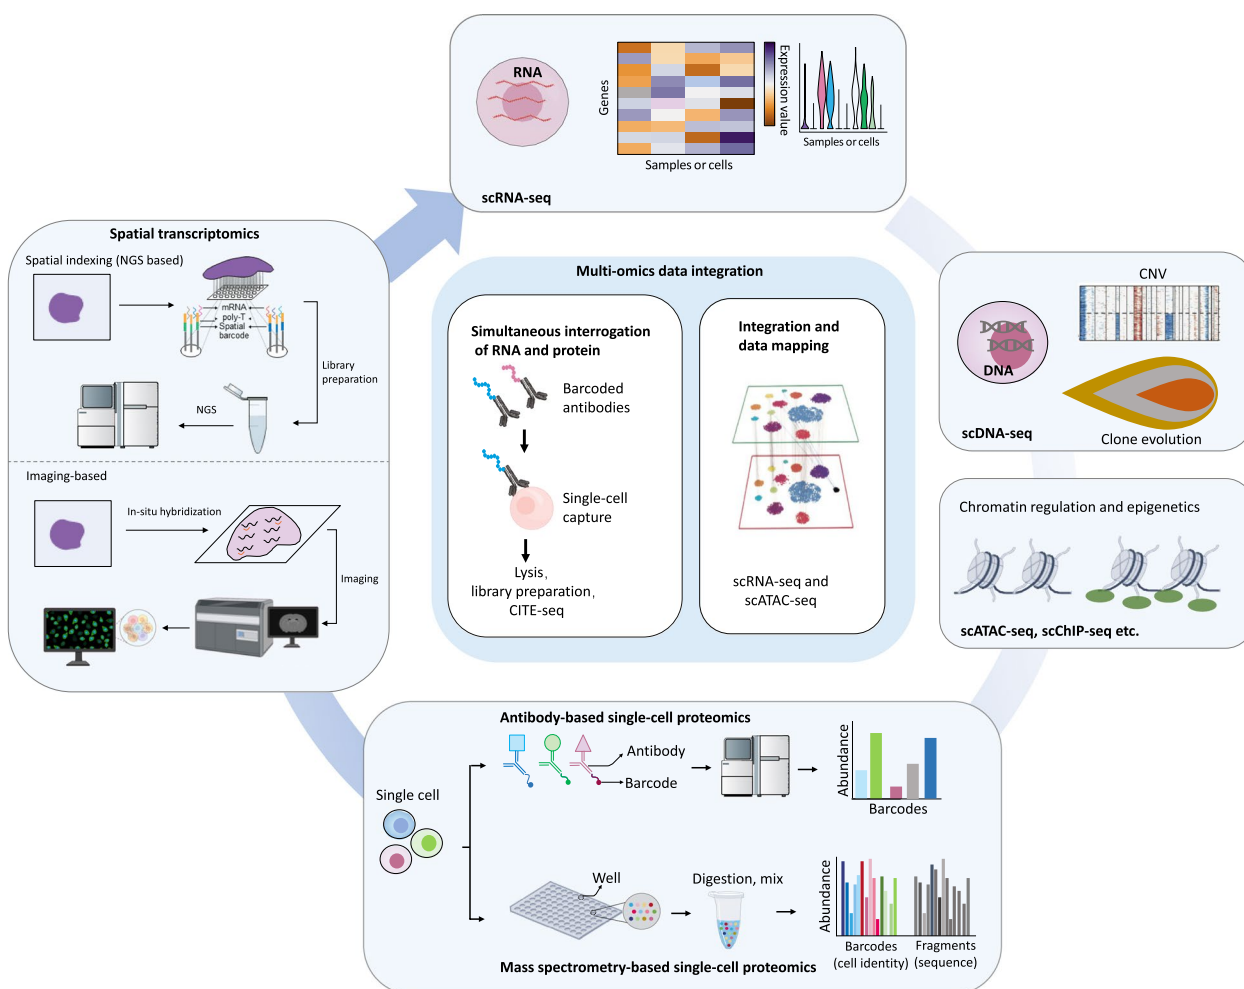 RNA
Genes
Expression value
Samples or cells
Samples or cells
scRNA-seq
Spatial transcriptomics
Spatial indexing (NGS based)
mRNA
poly-T
Spatial
barcode
Library
preparation
NGS
Imaging-based
In-situ hybridization
Imaging
Multi-omics data integration
Simultaneous interrogation
of RNA and protein
Barcoded
antibodies
Single-cell
capture
Lysis,
library preparation,
CITE-seq
Integration and
data mapping
scRNA-seq and
scATAC-seq
CNV
DNA
scDNA-seq
Clone evolution
Chromatin regulation and epigenetics
scATAC-seq, scChIP-seq etc.
Antibody-based single-cell proteomics
Antibody
Barcode
Abundance
Barcodes
Single cell
Well
Digestion, mix
Abundance
Barcodes
(cell identity)
Fragments
(sequence)
Mass spectrometry-based single-cell proteomics